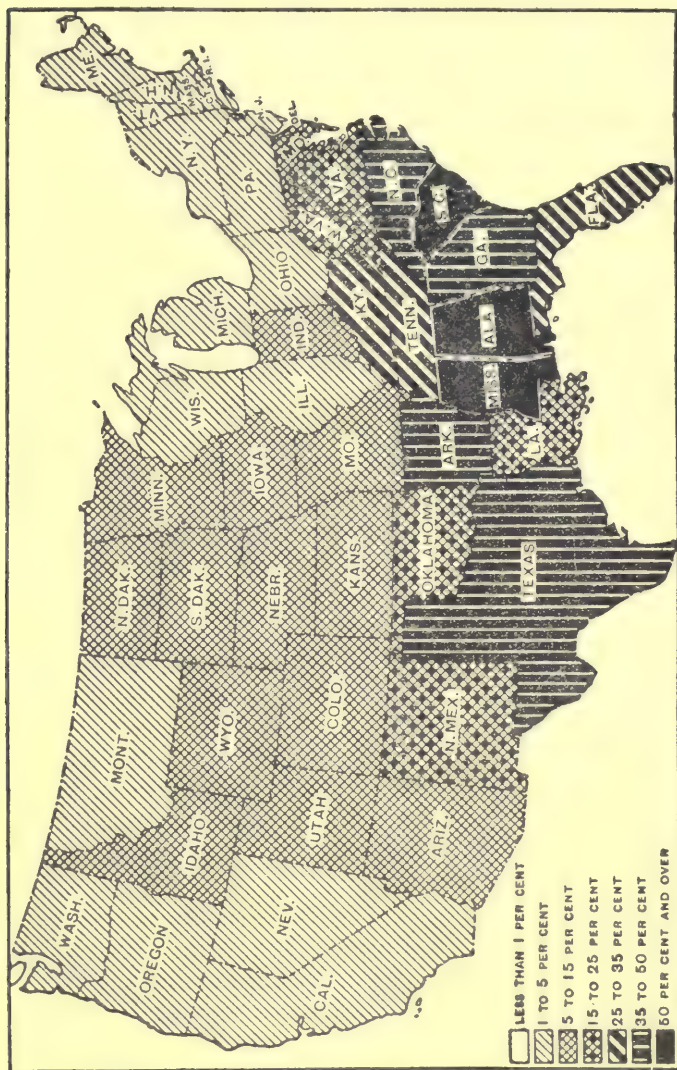 WASH.
OREGON
CAL.
NEV.
IDAHO
MONT.
WYO.
UTAH
ARIZ.
COLO.
N.MEX.
N.DAK.
S.DAK.
NEBR.
KANS.
OKLAHOMA
TEXAS
MINN.
IOWA
MO.
ARK.
LA.
WIS.
ILL.
MICH.
IND.
OHIO
KY.
TENN.
MISS.
ALA
GA.
FLA.
S.C.
N.C.
VA.
W.V.
PA.
N.Y.
N.J.
DEL.
ME.
V.T.
N.H.
MASS.
CT.
R.I.
LESS THAN 1 PER CENT
1 TO 5 PER CENT
5 TO 15 PER CENT
15 TO 25 PER CENT
25 TO 35 PER CENT
35 TO 50 PER CENT
50 PER CENT AND OVER